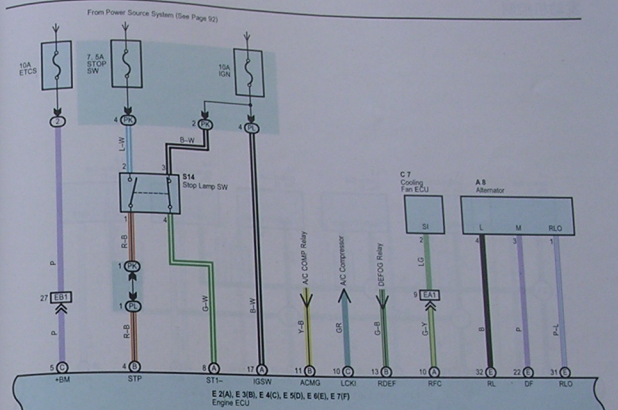 From Power Source System (See Page 92)
10A
ETCS
7. 5A
STOP
SW
10A
IGN
2
4 PK
2 PK
4 PL
L–W
B–W
2
3
S14
Stop Lamp SW
1
4
C 7
Cooling
Fan ECU
A 8
Alternator
SI
L
M
RLO
2
4
3
1
P
R–B
1 PK
LG
A/C COMP Relay
A/C Compressor
DEFOG Relay
27 EB1
1 PL
9 EA1
P
R–B
G–W
B–W
Y–B
GR
G–B
G–Y
B
P
P–L
5 C
4 B
8 A
17 A
11 B
10 C
13 B
10 A
32 E
22 E
31 E
+BM
STP
ST1–
IGSW
ACMG
LCKI
RDEF
RFC
RL
DF
RLO
E 2(A), E 3(B), E 4(C), E 5(D), E 6(E), E 7(F)
Engine ECU